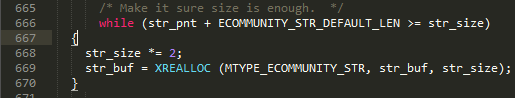 665 /* Make it sure size is enough.  */
666 while (str_pnt + ECOMMUNITY_STR_DEFAULT_LEN >= str_size)
667 {
668 str_size *= 2;
669 str_buf = XREALLOC (MTYPE_ECOMMUNITY_STR, str_buf, str_size);
670 }